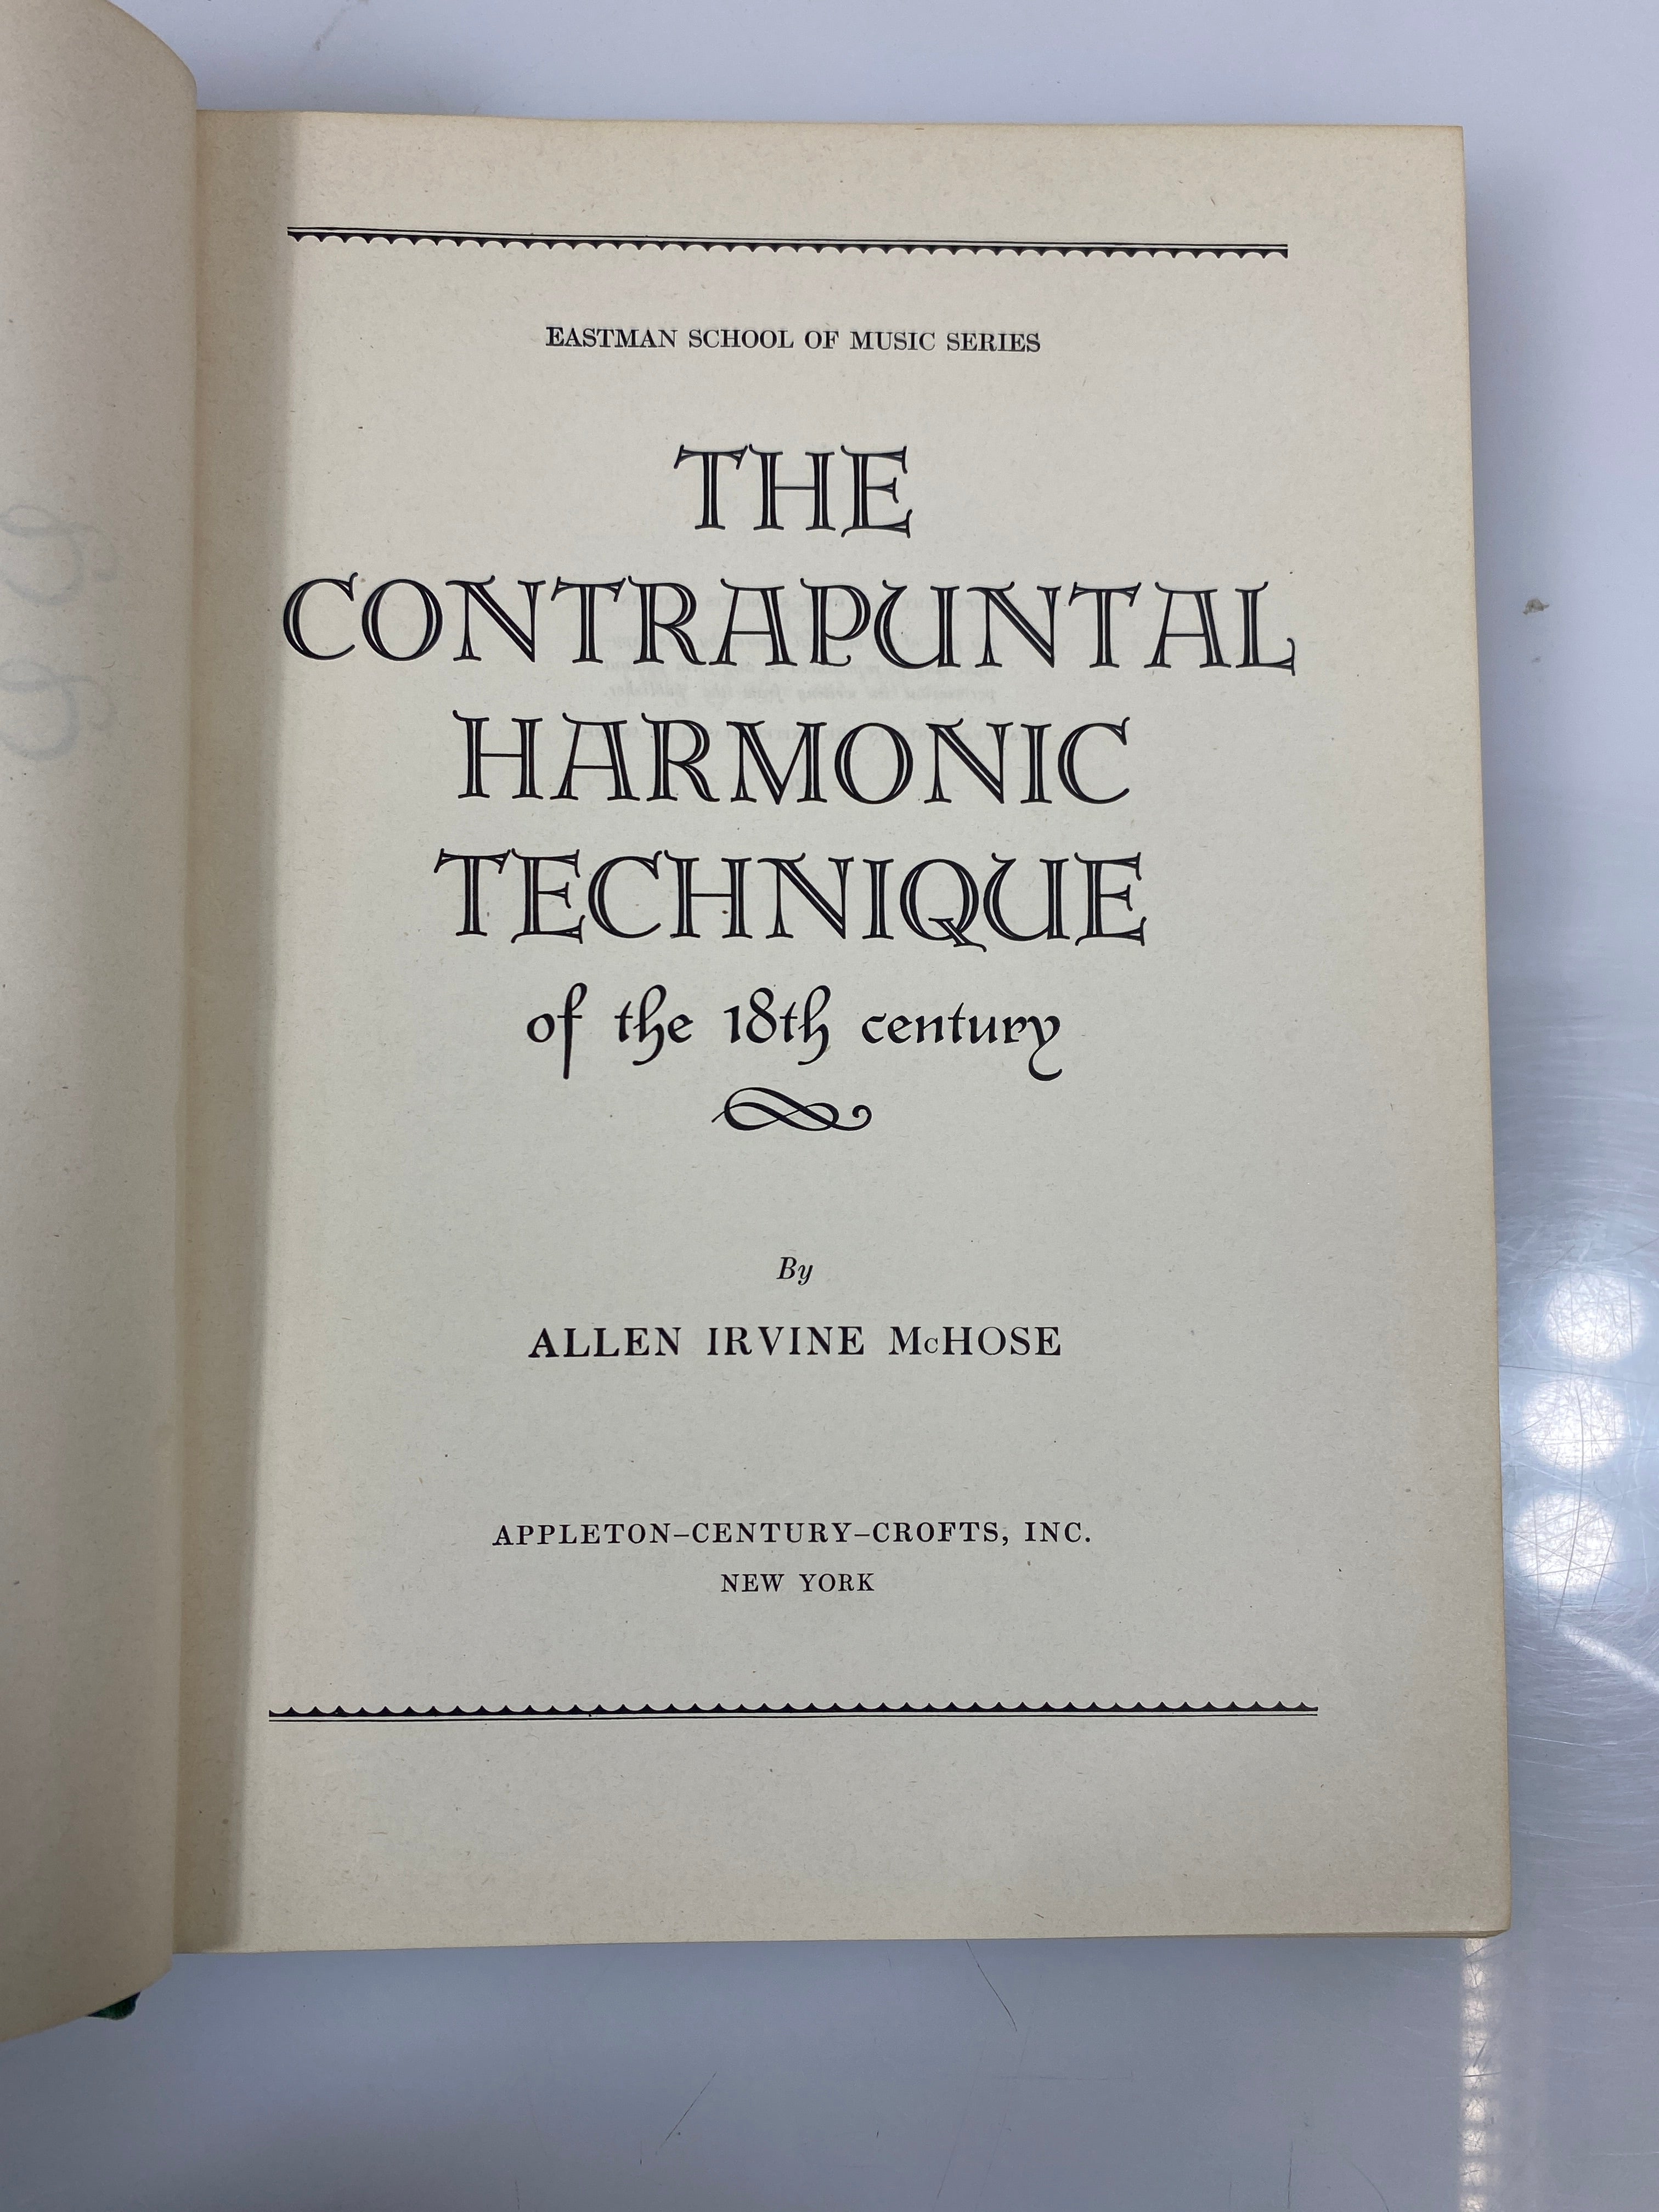 EASTMAN SCHOOL OF MUSIC SERIES
THE
CONTRAPUNTAL
HARMONIC
TECHNIQUE
of the 18th century
By
ALLEN IRVINE McHOSE
APPLETON–CENTURY–CROFTS, INC.
NEW YORK